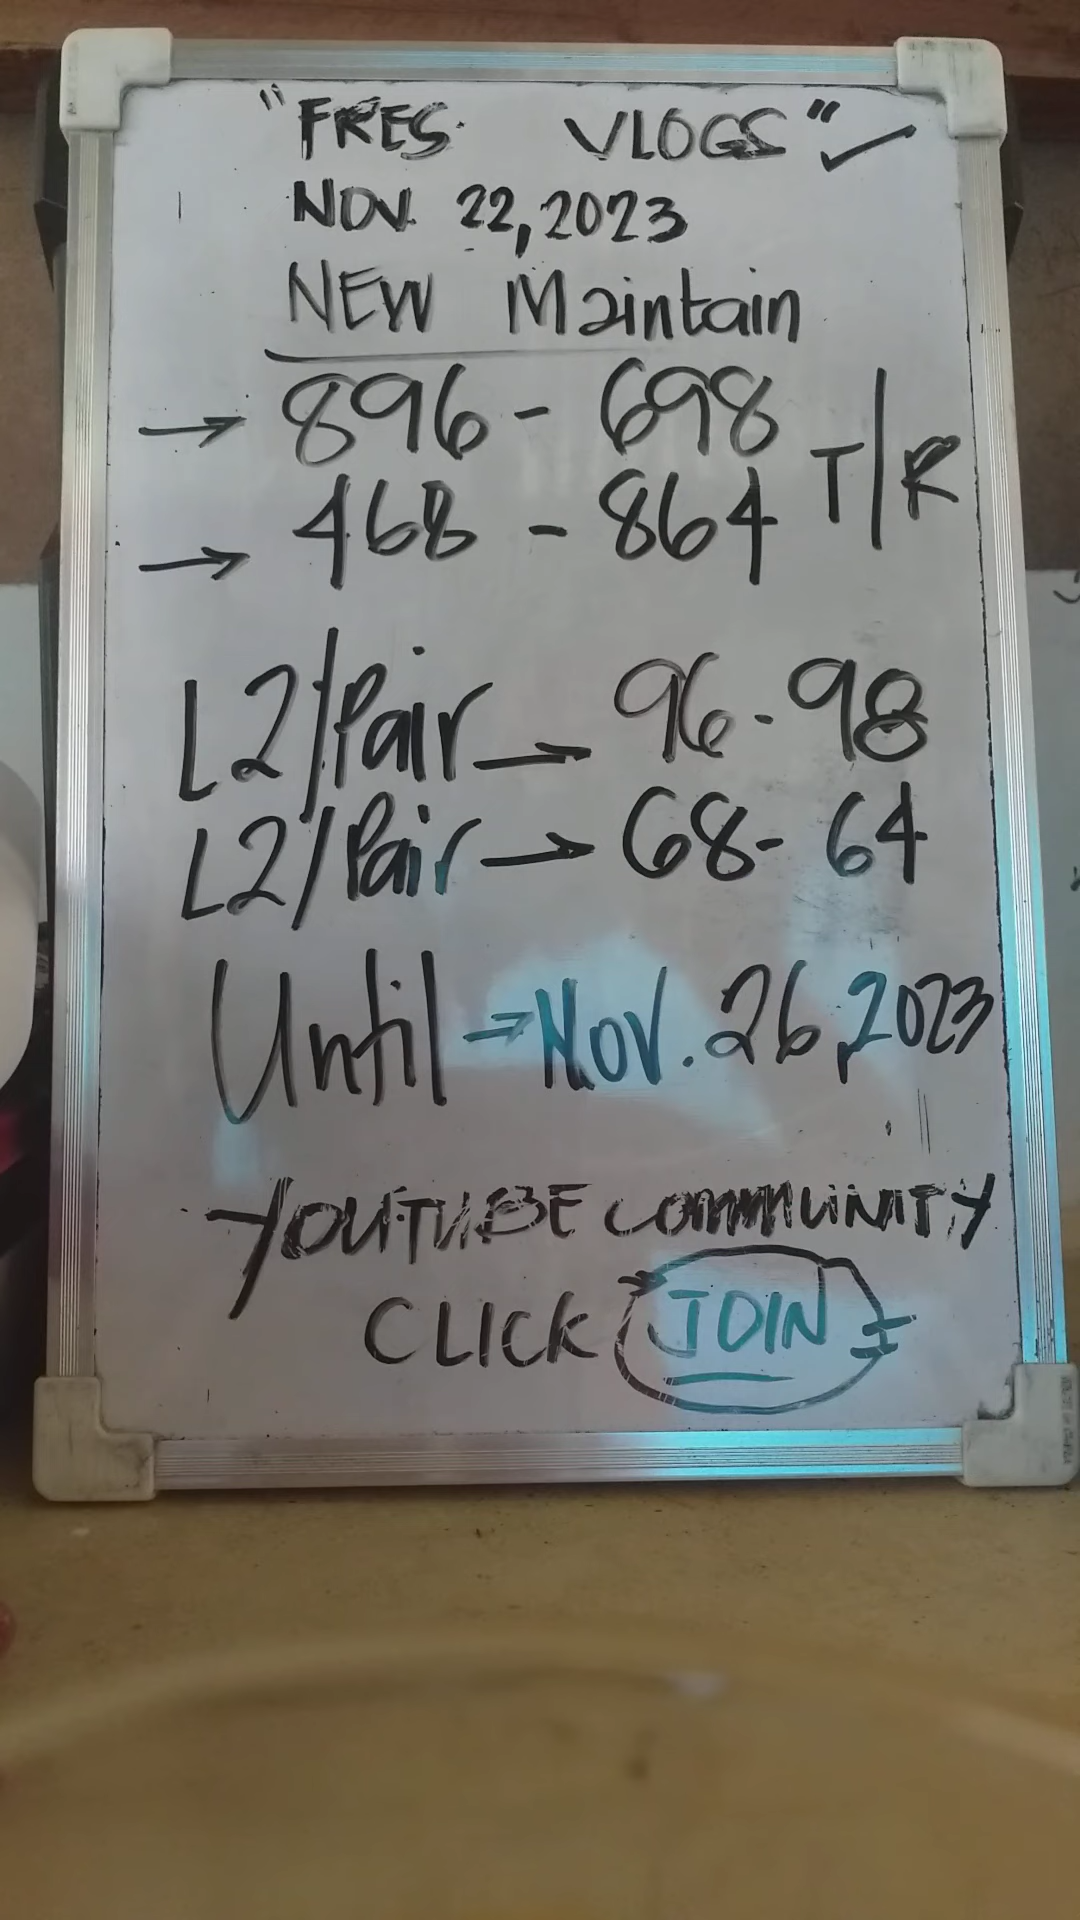 "FRES. VLOGS"
NOV. 22, 2023
NEW Maintain
→ 896 - 698
T/R
→ 468 - 864
L2/Pair → 96 - 98
L2/Pair → 68 - 64
Until → Nov. 26, 2023
YOUTUBE COMMUNITY
CLICK JOIN